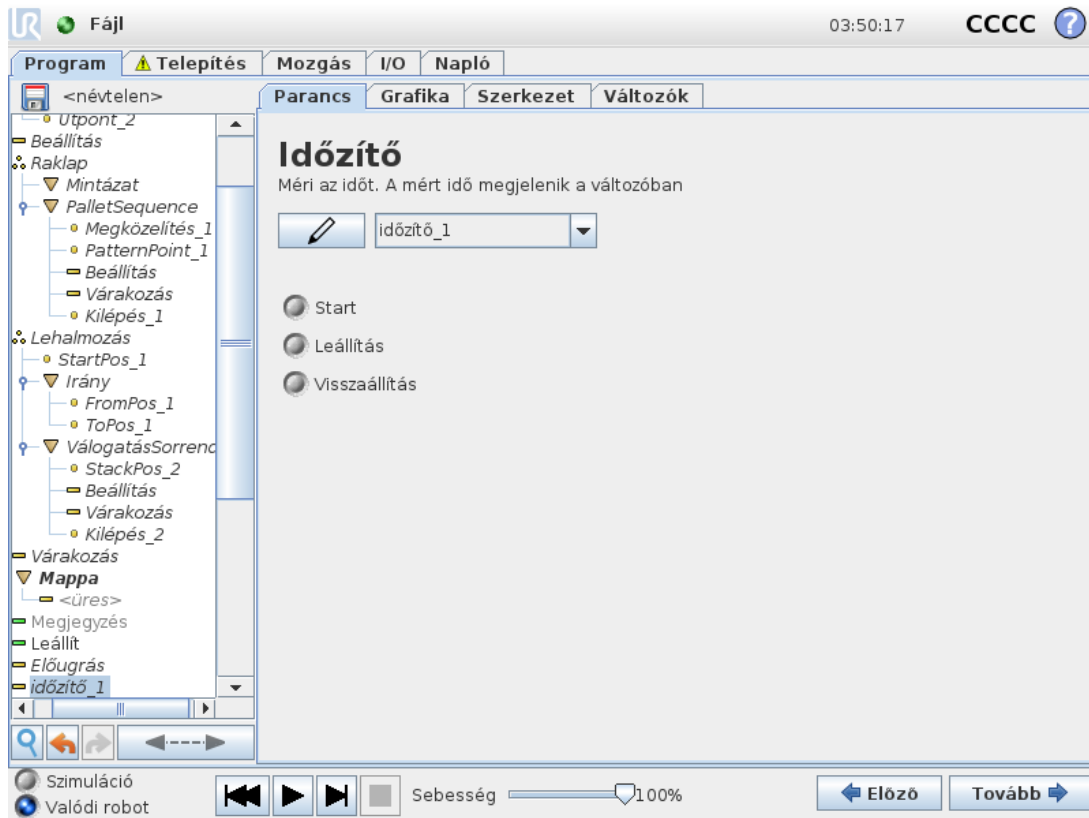 Fájl
03:50:17
CCCC
?
Program
Telepítés
Mozgás
I/O
Napló
<névtelen>
Parancs
Grafika
Szerkezet
Változók
Útpont_2
Beállítás
Raklap
Mintázat
PalletSequence
Megközelítés_1
PatternPoint_1
Beállítás
Várakozás
Kilépés_1
Lehalmozás
StartPos_1
Irány
FromPos_1
ToPos_1
VálogatásSorrend
StackPos_2
Beállítás
Várakozás
Kilépés_2
Várakozás
Mappa
<üres>
Megjegyzés
Leállít
Előugrás
időzítő_1
Időzítő
Méri az időt. A mért idő megjelenik a változóban
időzítő_1
Start
Leállítás
Visszaállítás
Szimuláció
Valódi robot
Sebesség
100%
Előző
Tovább